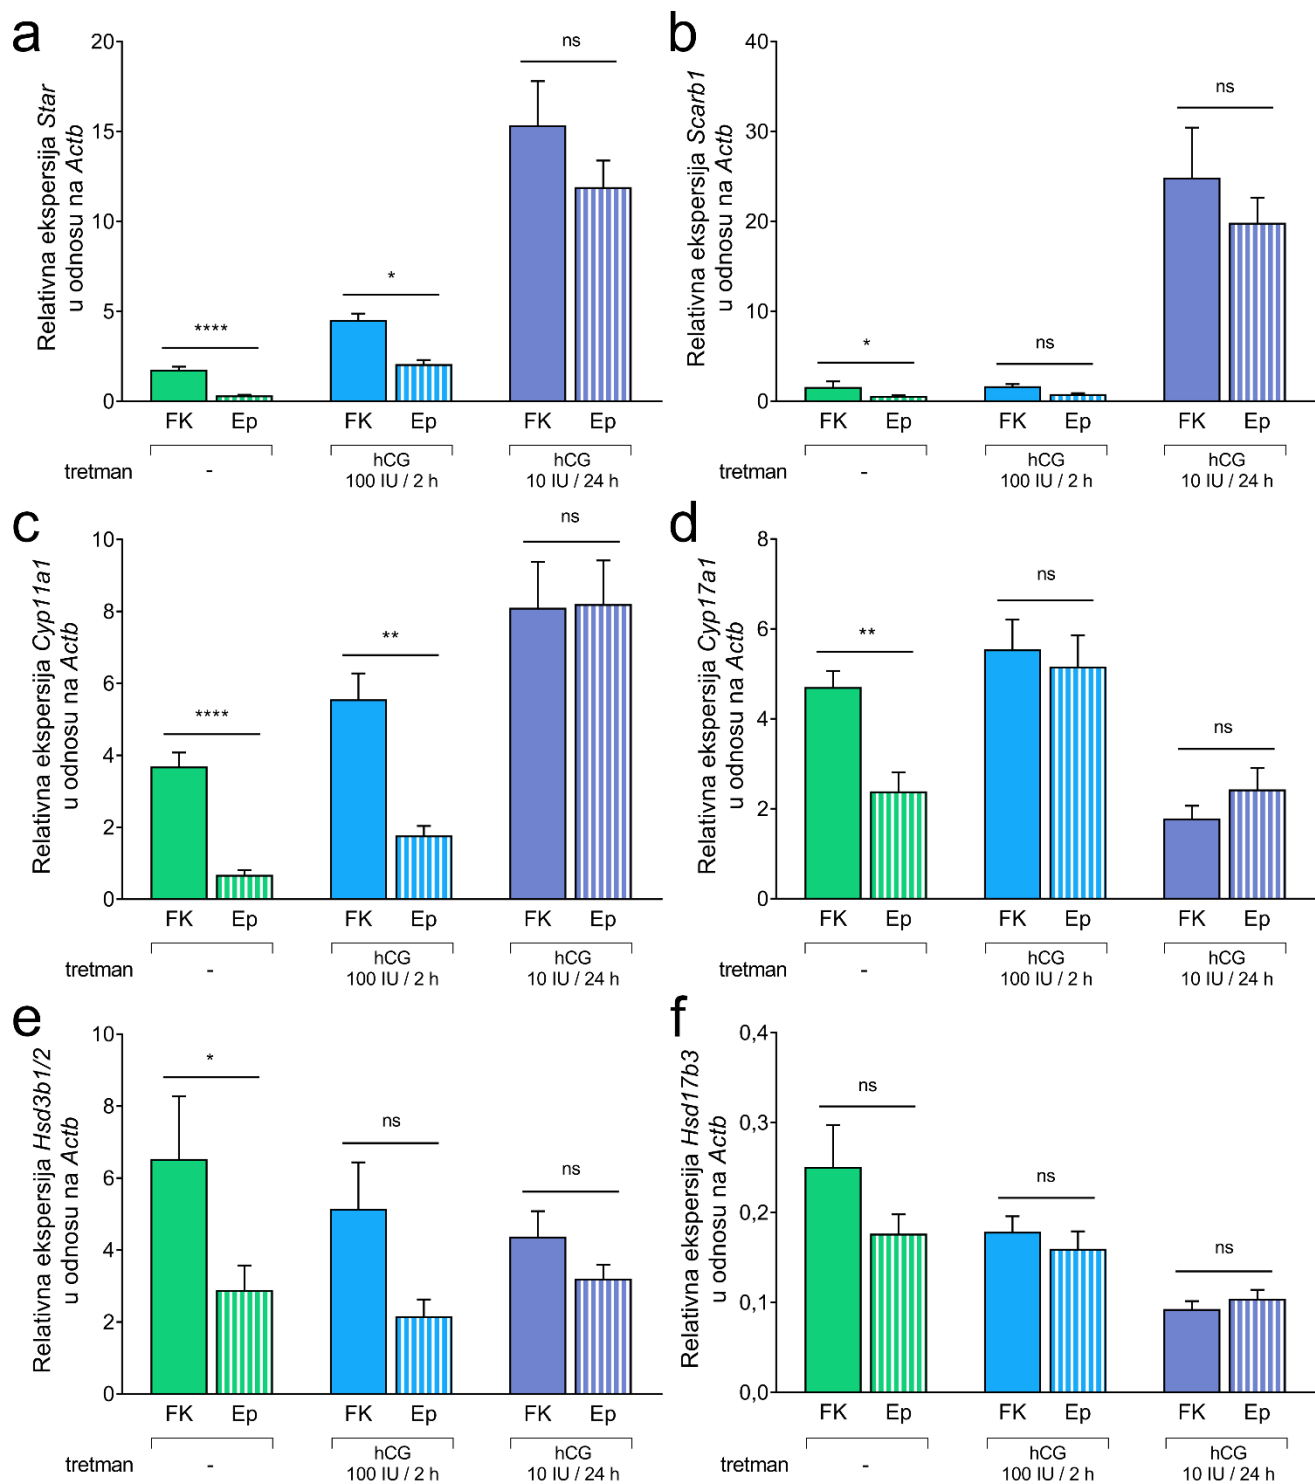 a
Relativna ekspersija Star
u odnosu na Actb
20
15
10
5
0
****
*
ns
FK Ep FK Ep FK Ep
tretman - hCG hCG
100 IU / 2 h 10 IU / 24 h
b
Relativna ekspersija Scarb1
u odnosu na Actb
40
30
20
10
0
*
ns
ns
FK Ep FK Ep FK Ep
tretman - hCG hCG
100 IU / 2 h 10 IU / 24 h
c
Relativna ekspersija Cyp11a1
u odnosu na Actb
10
8
6
4
2
0
****
**
ns
FK Ep FK Ep FK Ep
tretman - hCG hCG
100 IU / 2 h 10 IU / 24 h
d
Relativna ekspersija Cyp17a1
u odnosu na Actb
8
6
4
2
0
**
ns
ns
FK Ep FK Ep FK Ep
tretman - hCG hCG
100 IU / 2 h 10 IU / 24 h
e
Relativna ekspersija Hsd3b1/2
u odnosu na Actb
10
8
6
4
2
0
*
ns
ns
FK Ep FK Ep FK Ep
tretman - hCG hCG
100 IU / 2 h 10 IU / 24 h
f
Relativna ekspersija Hsd17b3
u odnosu na Actb
0,4
0,3
0,2
0,1
0,0
ns
ns
ns
FK Ep FK Ep FK Ep
tretman - hCG hCG
100 IU / 2 h 10 IU / 24 h